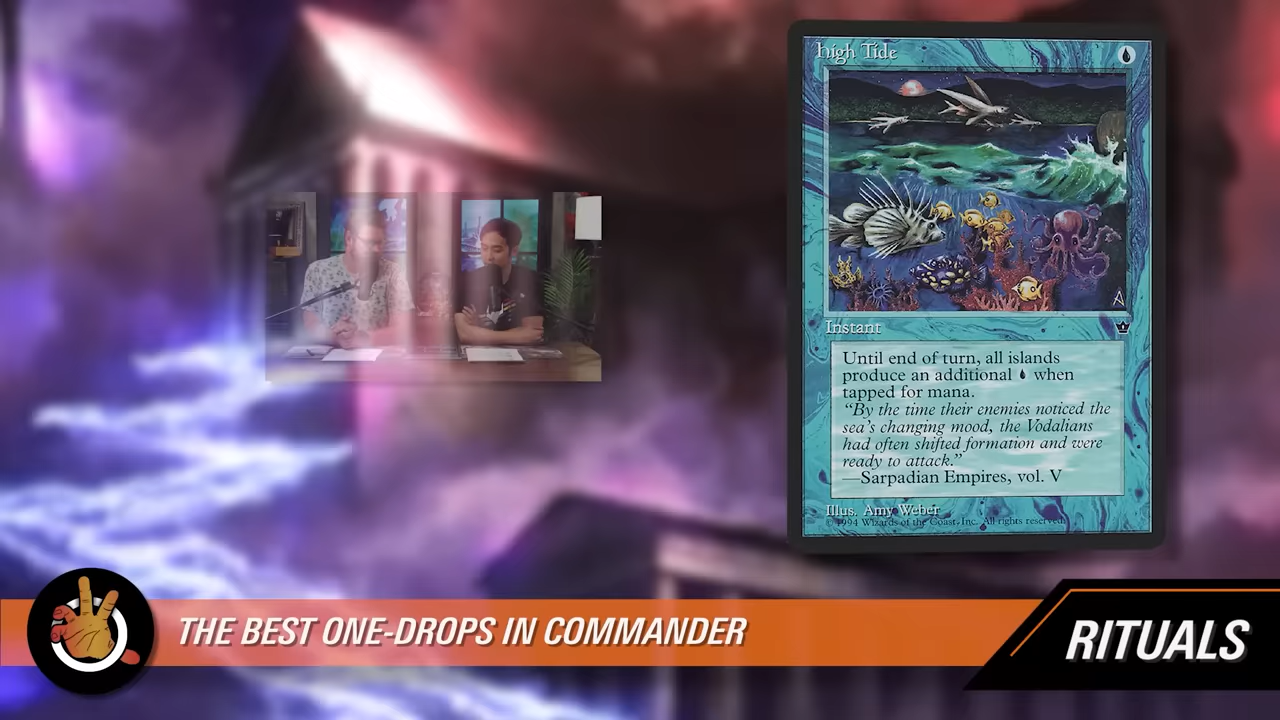 High Tide
Instant
Until end of turn, all islands
produce an additional when
tapped for mana.
“By the time their enemies noticed the
sea’s changing mood, the Vodalians
had often shifted formation and were
ready to attack.”
—Sarpadian Empires, vol. V
Illus. Amy Weber
© 1994 Wizards of the Coast, Inc. All rights reserved.
THE BEST ONE-DROPS IN COMMANDER
RITUALS